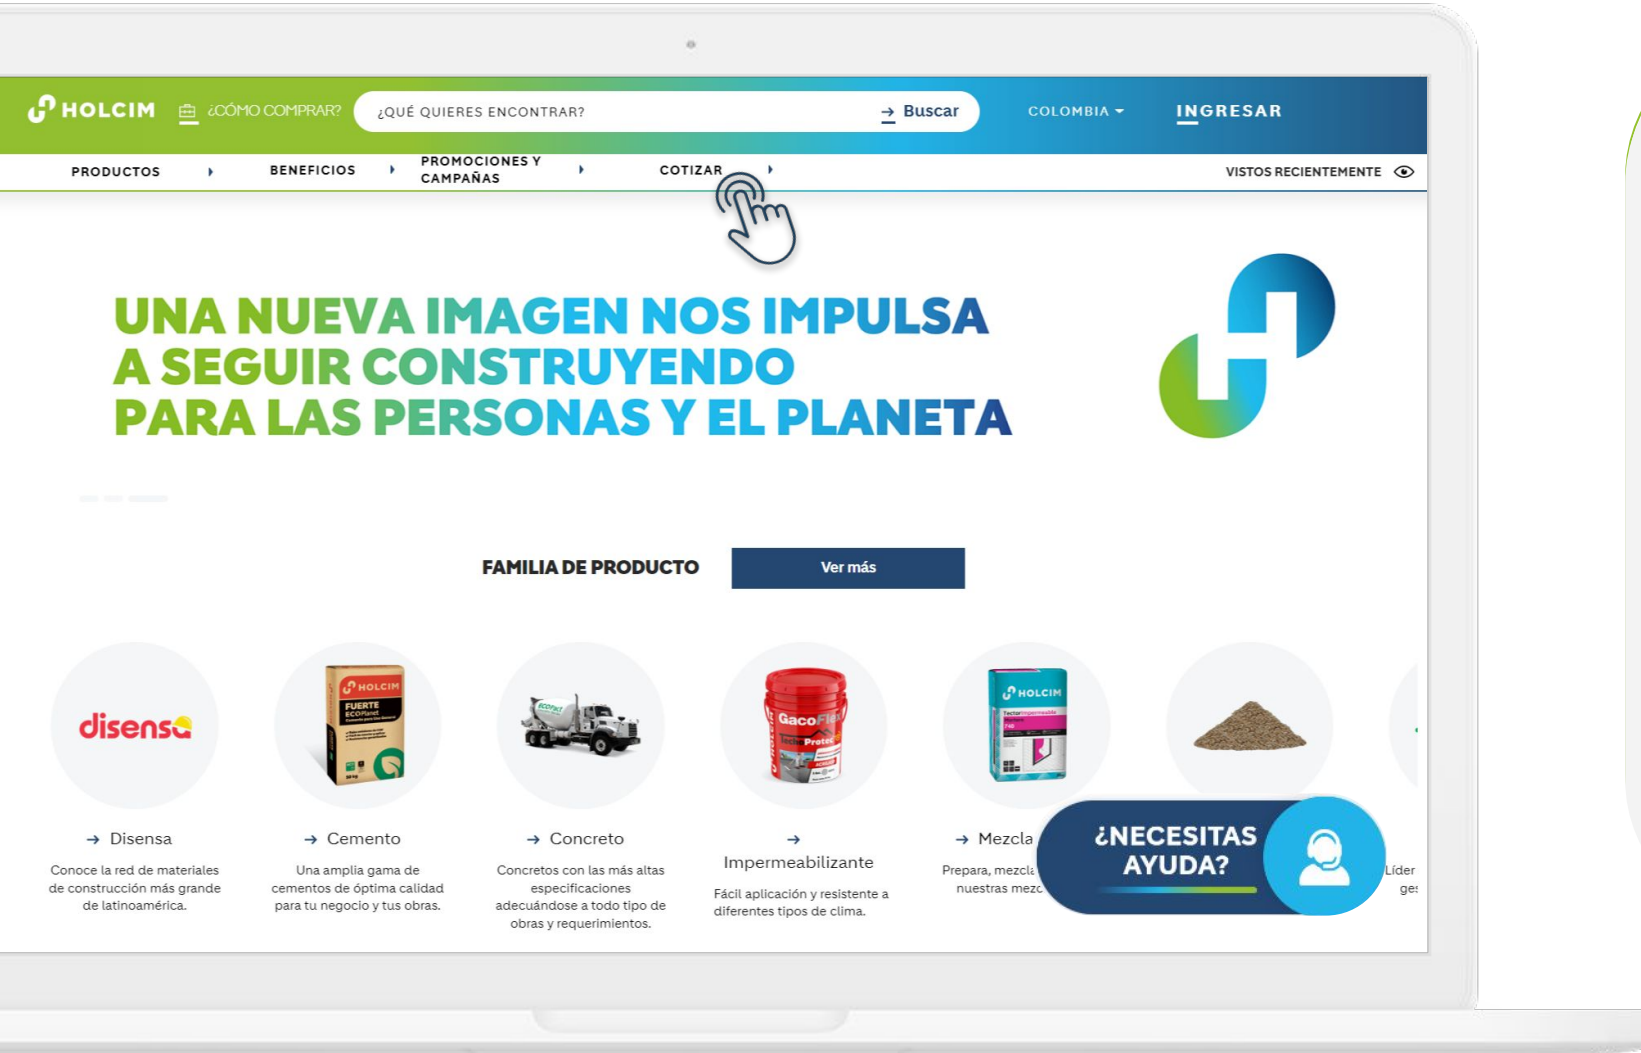 HOLCIM
¿CÓMO COMPRAR?
¿QUÉ QUIERES ENCONTRAR?
Buscar
COLOMBIA
INGRESAR
PRODUCTOS
BENEFICIOS
PROMOCIONES Y
CAMPAÑAS
COTIZAR
VISTOS RECIENTEMENTE
UNA NUEVA IMAGEN NOS IMPULSA
A SEGUIR CONSTRUYENDO
PARA LAS PERSONAS Y EL PLANETA
FAMILIA DE PRODUCTO
Ver más
disensa
HOLCIM
FUERTE
ECOPlanet
ECOPact
GacoFlex
TechoProtec
HOLCIM
→ Disensa
Conoce la red de materiales
de construcción más grande
de latinoamérica.
→ Cemento
Una amplia gama de
cementos de óptima calidad
para tu negocio y tus obras.
→ Concreto
Concretos con las más altas
especificaciones
adecuándose a todo tipo de
obras y requerimientos.
→
Impermeabilizante
Fácil aplicación y resistente a
diferentes tipos de clima.
→ Mezcla
Prepara, mezcla
nuestras mezc
¿NECESITAS
AYUDA?
Líder
ges